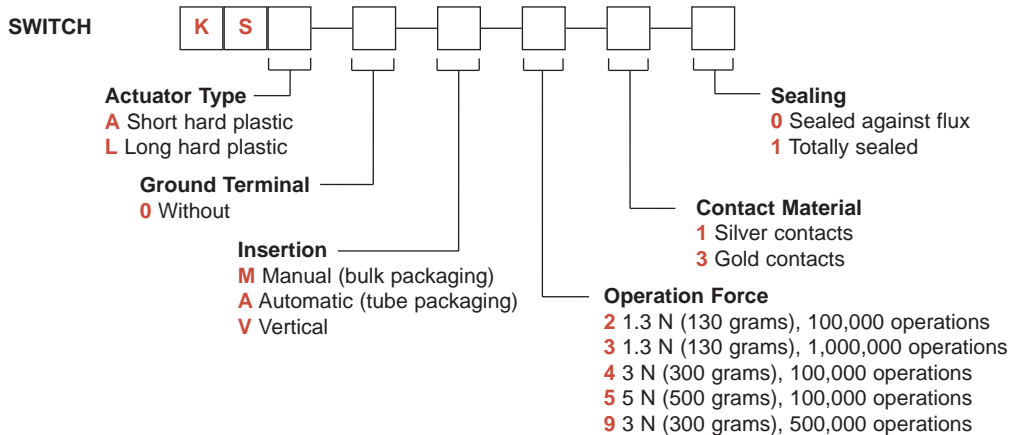 SWITCH
K S
Actuator Type
A Short hard plastic
L Long hard plastic
Ground Terminal
0 Without
Insertion
M Manual (bulk packaging)
A Automatic (tube packaging)
V Vertical
Operation Force
2 1.3 N (130 grams), 100,000 operations
3 1.3 N (130 grams), 1,000,000 operations
4 3 N (300 grams), 100,000 operations
5 5 N (500 grams), 100,000 operations
9 3 N (300 grams), 500,000 operations
Contact Material
1 Silver contacts
3 Gold contacts
Sealing
0 Sealed against flux
1 Totally sealed